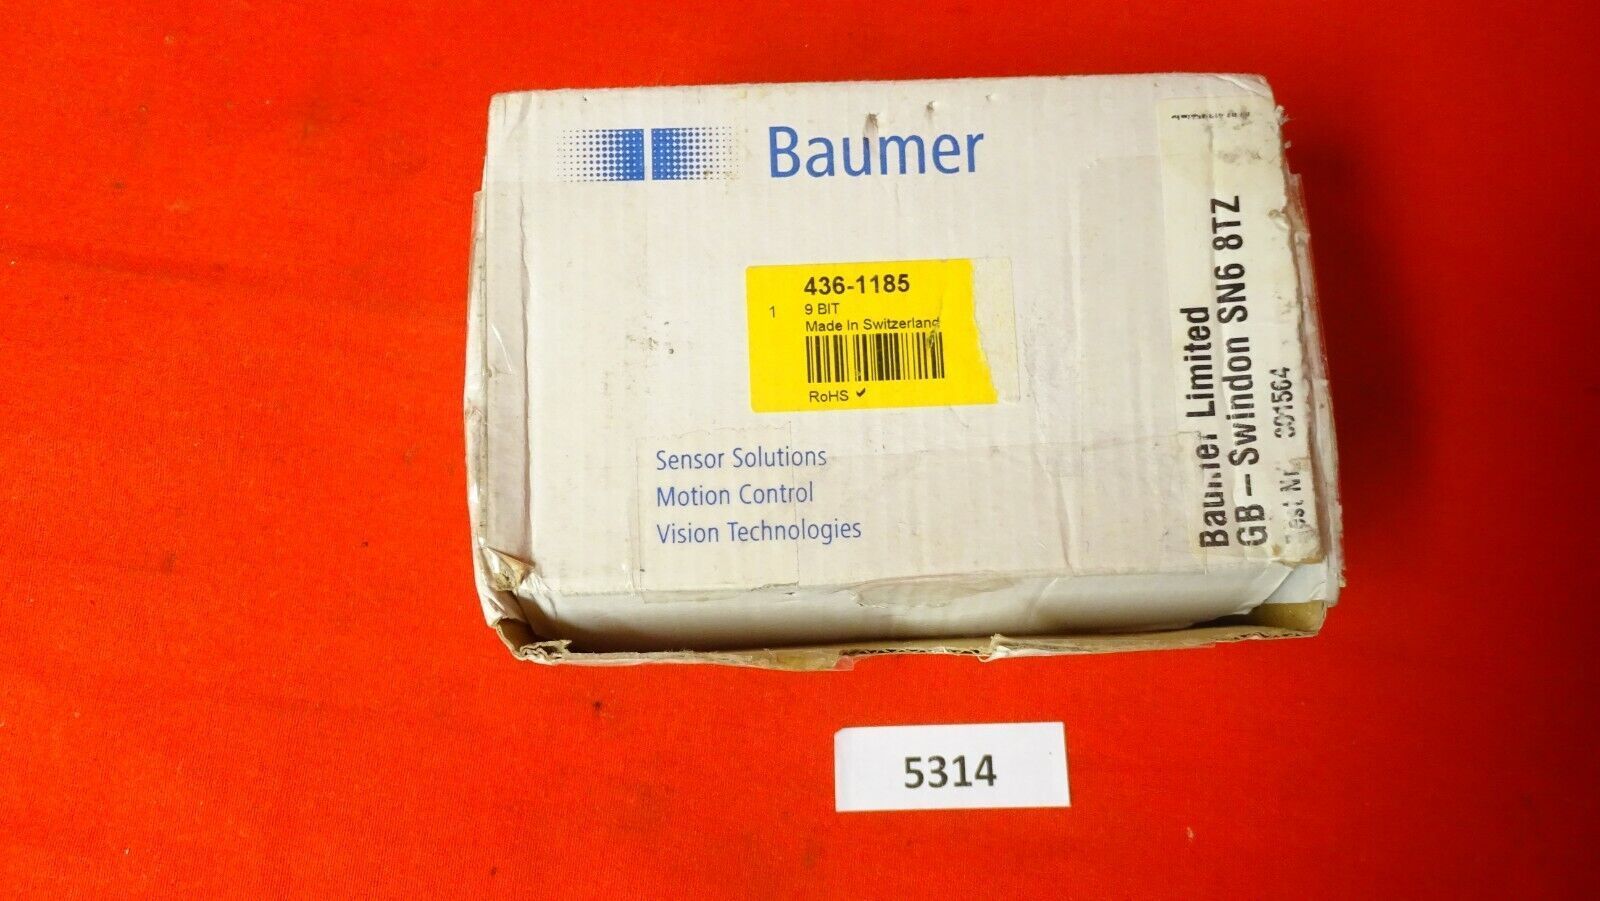 Baumer
436-1185
1
9 BIT
Made In Switzerland
RoHS ✓
Sensor Solutions
Motion Control
Vision Technologies
Baumer Limited
GB – Swindon SN6 8TZ
5314